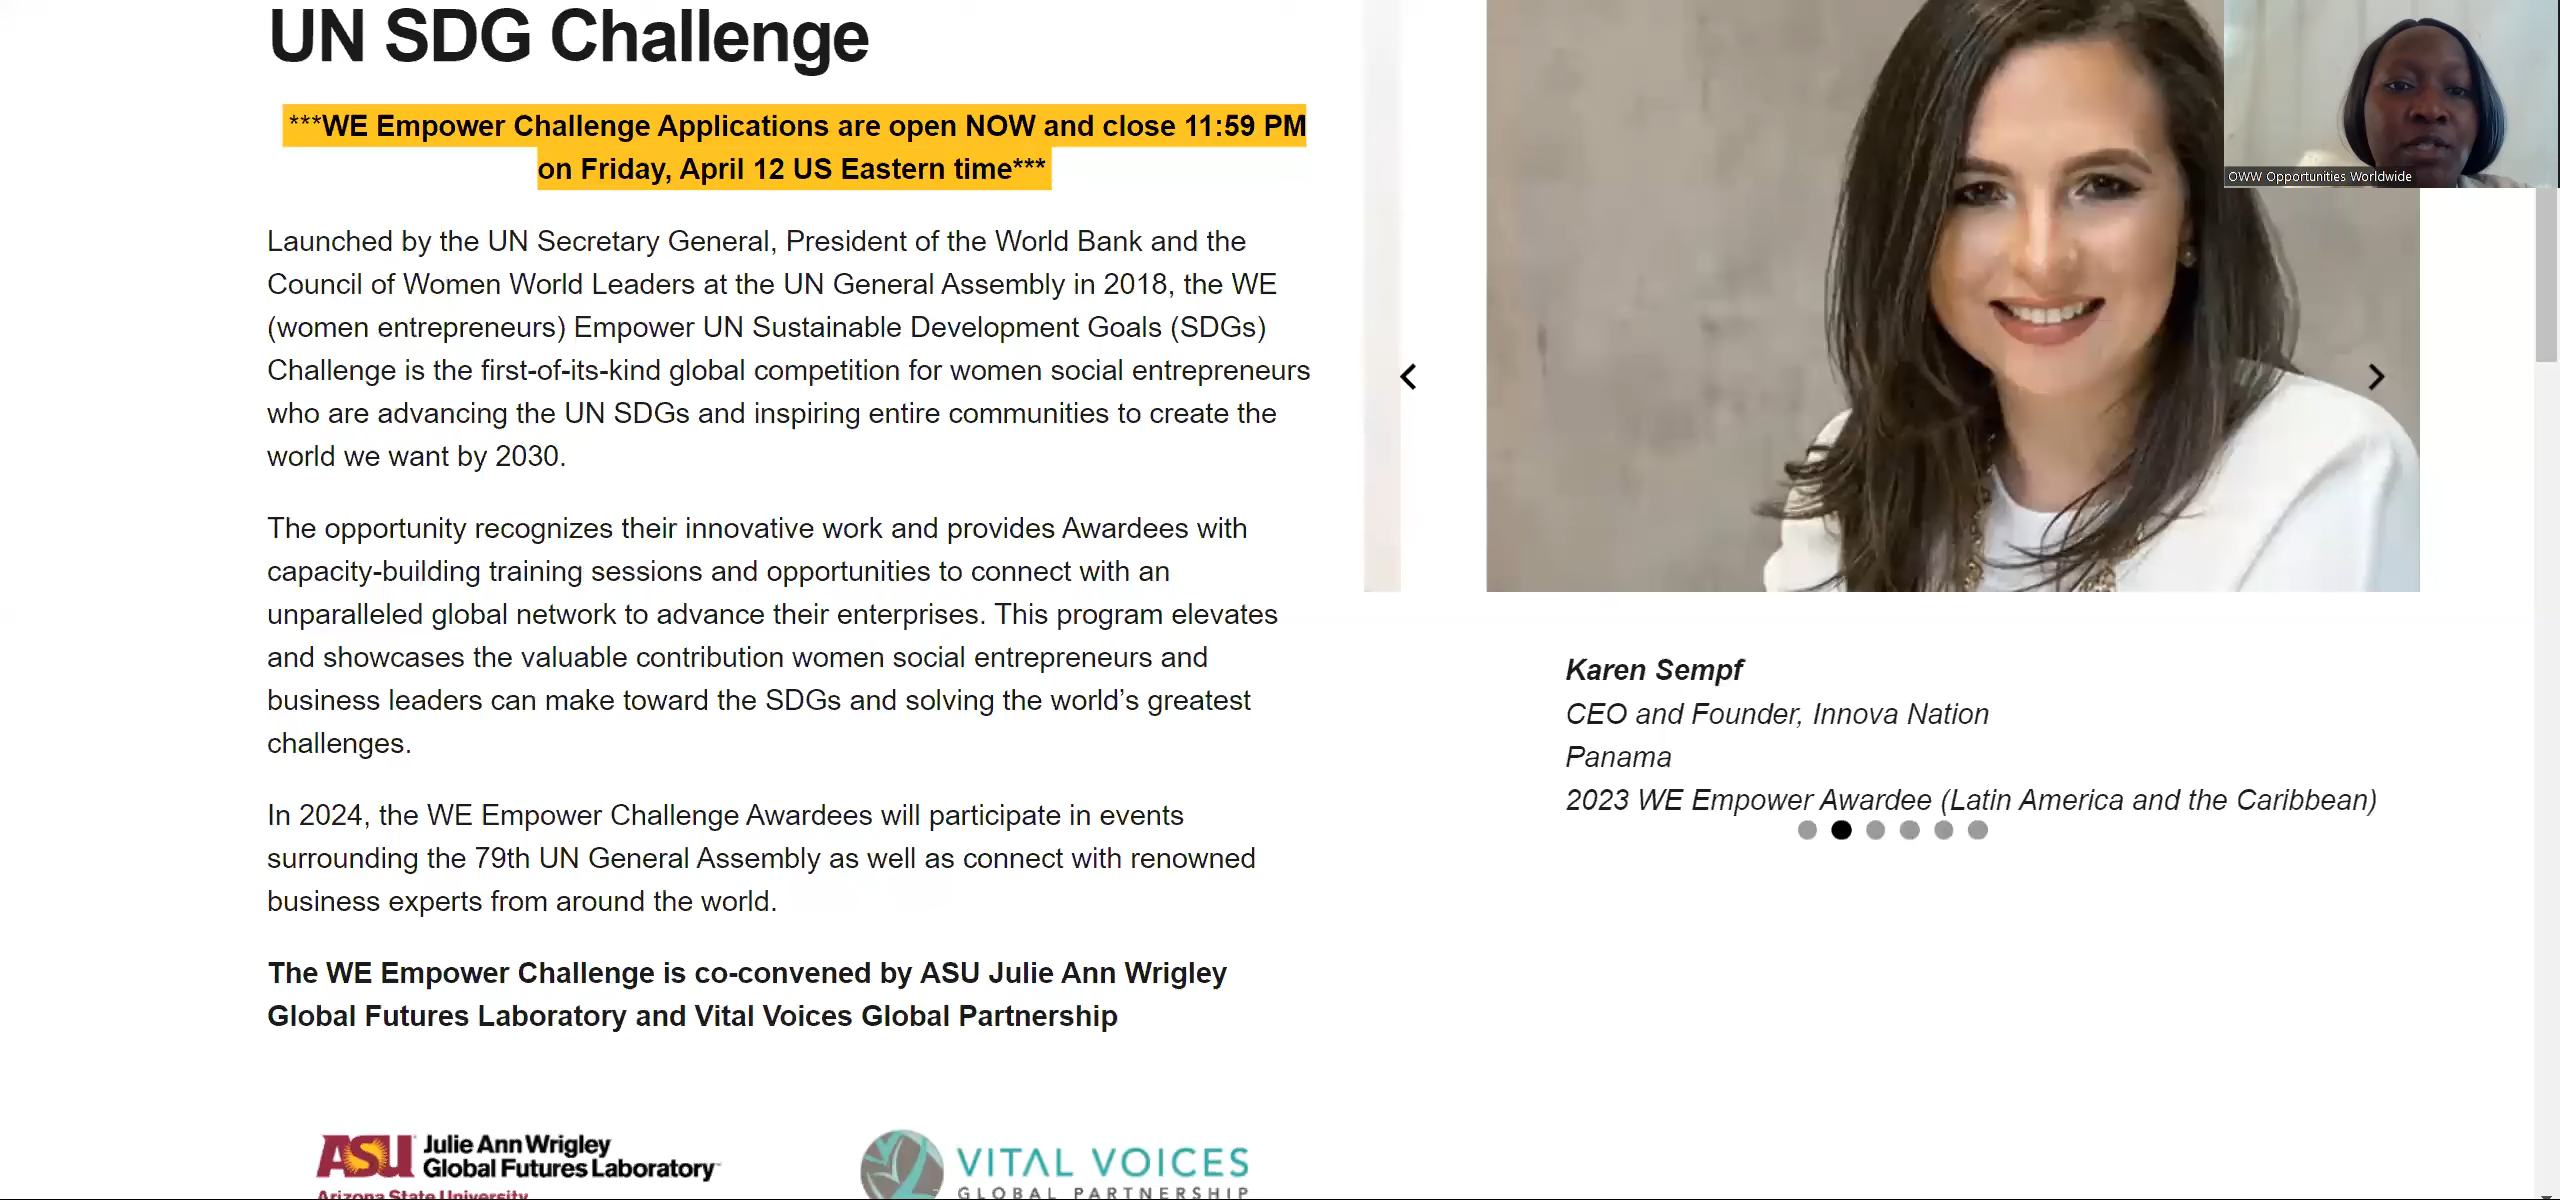 UN SDG Challenge
***WE Empower Challenge Applications are open NOW and close 11:59 PM
on Friday, April 12 US Eastern time***
Launched by the UN Secretary General, President of the World Bank and the
Council of Women World Leaders at the UN General Assembly in 2018, the WE
(women entrepreneurs) Empower UN Sustainable Development Goals (SDGs)
Challenge is the first-of-its-kind global competition for women social entrepreneurs
who are advancing the UN SDGs and inspiring entire communities to create the
world we want by 2030.
The opportunity recognizes their innovative work and provides Awardees with
capacity-building training sessions and opportunities to connect with an
unparalleled global network to advance their enterprises. This program elevates
and showcases the valuable contribution women social entrepreneurs and
business leaders can make toward the SDGs and solving the world’s greatest
challenges.
In 2024, the WE Empower Challenge Awardees will participate in events
surrounding the 79th UN General Assembly as well as connect with renowned
business experts from around the world.
The WE Empower Challenge is co-convened by ASU Julie Ann Wrigley
Global Futures Laboratory and Vital Voices Global Partnership
ASU Julie Ann Wrigley
Global Futures Laboratory
Arizona State University
VITAL VOICES
GLOBAL PARTNERSHIP
OWW Opportunities Worldwide
Karen Sempf
CEO and Founder, Innova Nation
Panama
2023 WE Empower Awardee (Latin America and the Caribbean)